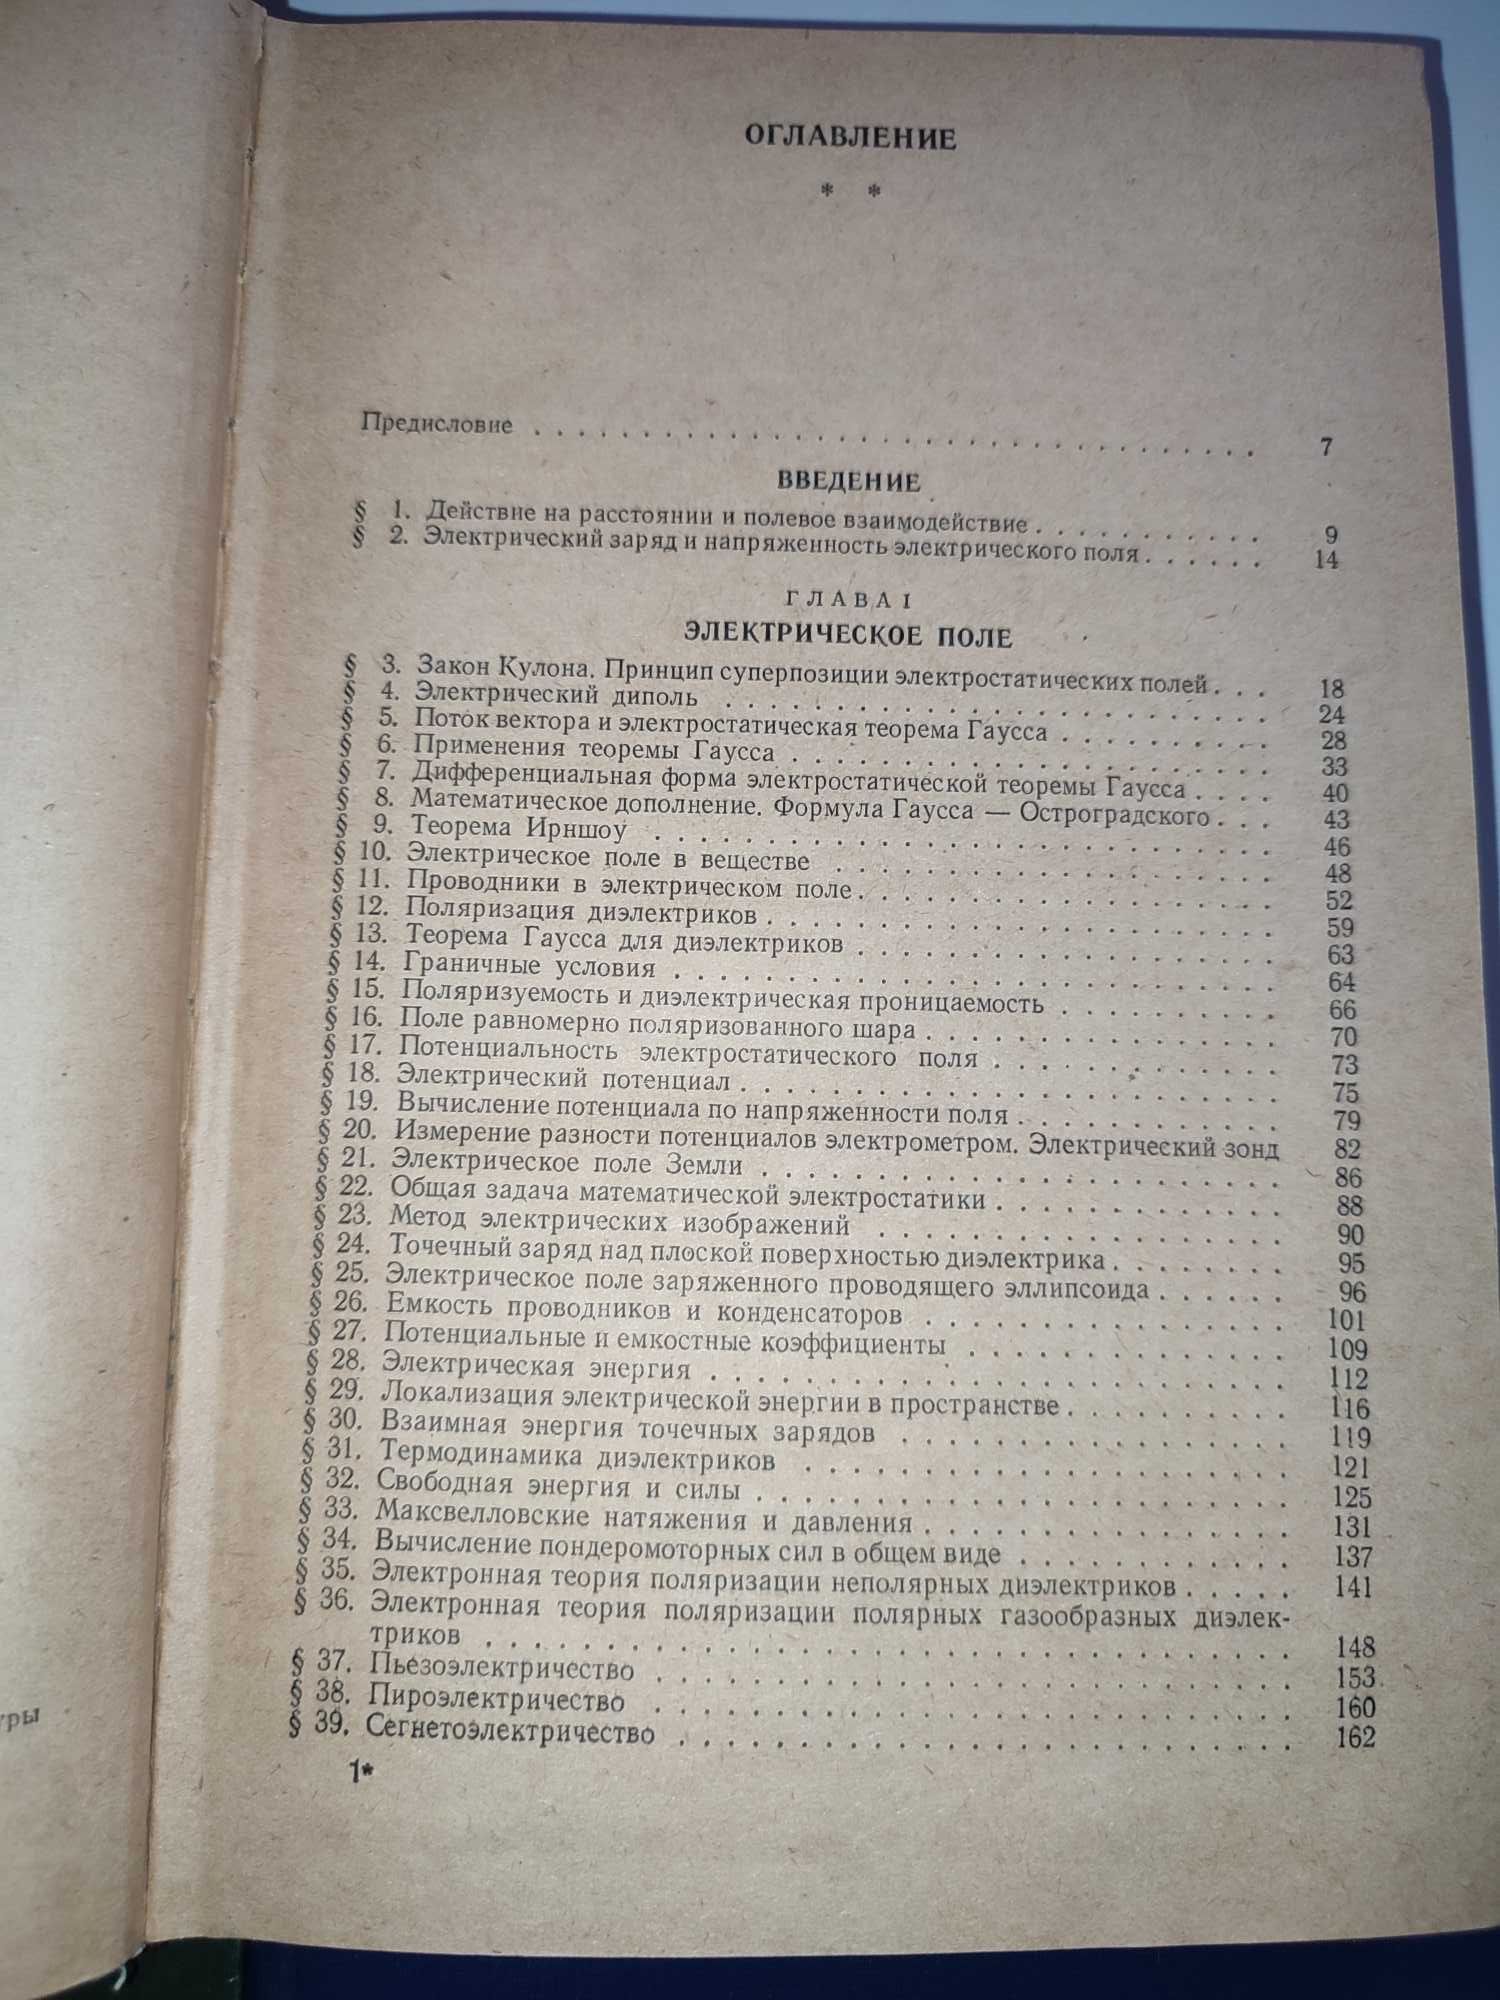 ОГЛАВЛЕНИЕ
* *
Предисловие . . . . . . . . . . . . . . . . . . . . . . . . . 7
ВВЕДЕНИЕ
§ 1. Действие на расстоянии и полевое взаимодействие . . . . . . . . . . 9
§ 2. Электрический заряд и напряженность электрического поля . . . . . . 14
ГЛАВА I
ЭЛЕКТРИЧЕСКОЕ ПОЛЕ
§ 3. Закон Кулона. Принцип суперпозиции электростатических полей . . . 18
§ 4. Электрический диполь . . . . . . . . . . . . . . . . . . . 24
§ 5. Поток вектора и электростатическая теорема Гаусса . . . . . . . . 28
§ 6. Применения теоремы Гаусса . . . . . . . . . . . . . . . . . 33
§ 7. Дифференциальная форма электростатической теоремы Гаусса . . . . 40
§ 8. Математическое дополнение. Формула Гаусса — Остроградского . . . 43
§ 9. Теорема Ирншоу . . . . . . . . . . . . . . . . . . . . . . 46
§ 10. Электрическое поле в веществе . . . . . . . . . . . . . . . 48
§ 11. Проводники в электрическом поле . . . . . . . . . . . . . . 52
§ 12. Поляризация диэлектриков . . . . . . . . . . . . . . . . . 59
§ 13. Теорема Гаусса для диэлектриков . . . . . . . . . . . . . . 63
§ 14. Граничные условия . . . . . . . . . . . . . . . . . . . . 64
§ 15. Поляризуемость и диэлектрическая проницаемость . . . . . . . . 66
§ 16. Поле равномерно поляризованного шара . . . . . . . . . . . . 70
§ 17. Потенциальность электростатического поля . . . . . . . . . . 73
§ 18. Электрический потенциал . . . . . . . . . . . . . . . . . . 75
§ 19. Вычисление потенциала по напряженности поля . . . . . . . . . 79
§ 20. Измерение разности потенциалов электрометром. Электрический зонд 82
§ 21. Электрическое поле Земли . . . . . . . . . . . . . . . . . 86
§ 22. Общая задача математической электростатики . . . . . . . . . 88
§ 23. Метод электрических изображений . . . . . . . . . . . . . . 90
§ 24. Точечный заряд над плоской поверхностью диэлектрика . . . . . . 95
§ 25. Электрическое поле заряженного проводящего эллипсоида . . . . . 96
§ 26. Емкость проводников и конденсаторов . . . . . . . . . . . . 101
§ 27. Потенциальные и емкостные коэффициенты . . . . . . . . . . . 109
§ 28. Электрическая энергия . . . . . . . . . . . . . . . . . . . 112
§ 29. Локализация электрической энергии в пространстве . . . . . . . 116
§ 30. Взаимная энергия точечных зарядов . . . . . . . . . . . . . 119
§ 31. Термодинамика диэлектриков . . . . . . . . . . . . . . . . 121
§ 32. Свободная энергия и силы . . . . . . . . . . . . . . . . . 125
§ 33. Максвелловские натяжения и давления . . . . . . . . . . . . 131
§ 34. Вычисление пондеромоторных сил в общем виде . . . . . . . . . 137
§ 35. Электронная теория поляризации неполярных диэлектриков . . . . 141
§ 36. Электронная теория поляризации полярных газообразных диэлек-
триков . . . . . . . . . . . . . . . . . . . . . . . . . . 148
§ 37. Пьезоэлектричество . . . . . . . . . . . . . . . . . . . . 153
§ 38. Пироэлектричество . . . . . . . . . . . . . . . . . . . . . 160
§ 39. Сегнетоэлектричество . . . . . . . . . . . . . . . . . . . 162
1*